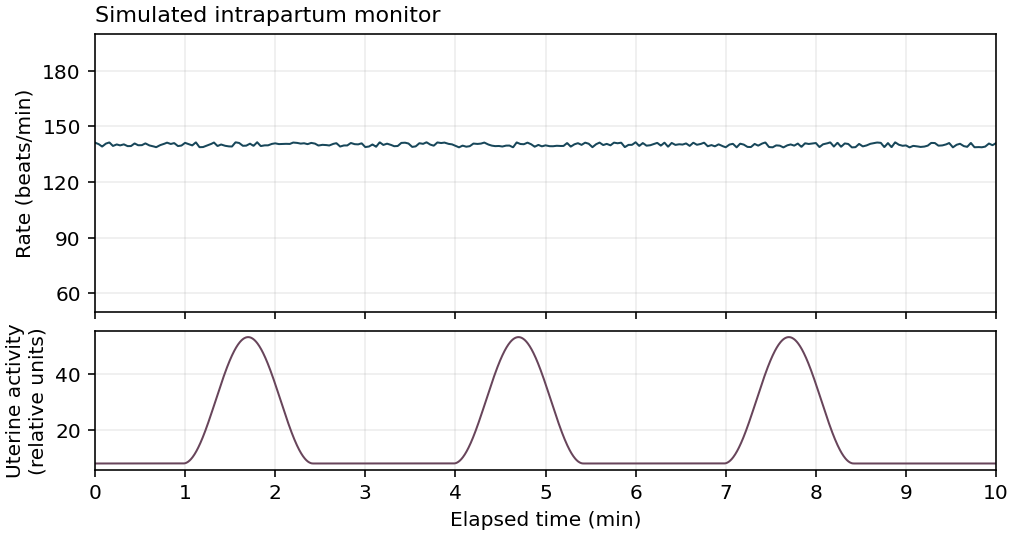 Simulated intrapartum monitor
Rate (beats/min)
180
150
120
90
60
Uterine activity
(relative units)
40
20
0 1 2 3 4 5 6 7 8 9 10
Elapsed time (min)